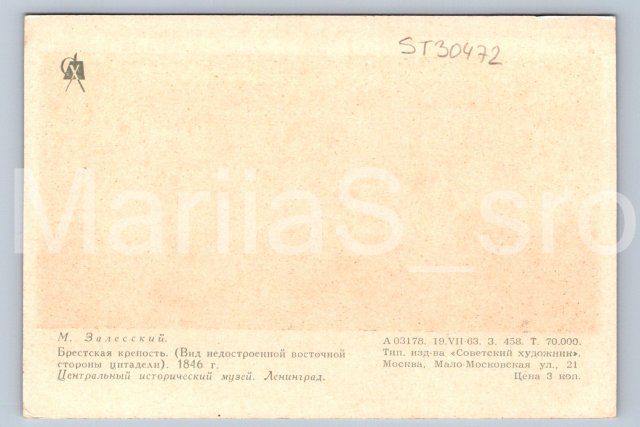 ST30472
СХ
MariiaS_sro
М. Залесский.
Брестская крепость. (Вид недостроенной восточной
стороны цитадели). 1846 г.
Центральный исторический музей. Ленинград.
А 03178. 19.VII-63. З. 458. Т. 70.000.
Тип. изд-ва «Советский художник».
Москва, Мало-Московская ул., 21
Цена 3 коп.